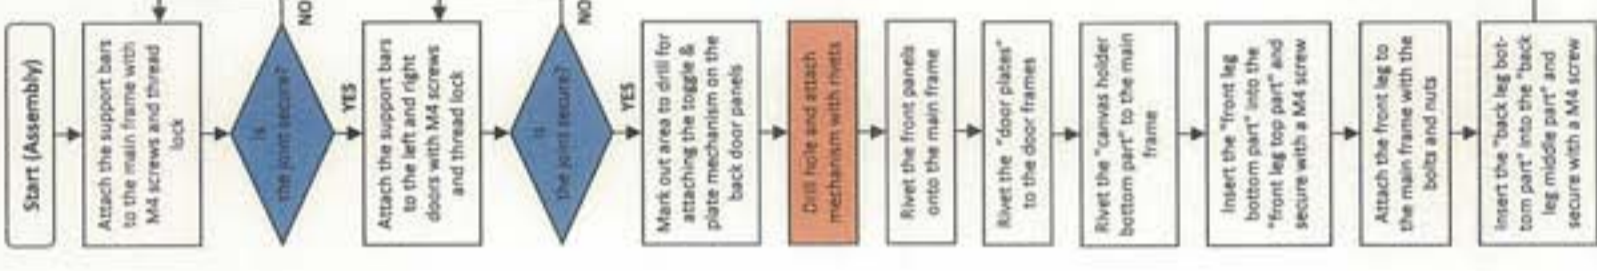 Start (Assembly)
Attach the support bars
to the main frame with
M4 screws and thread
lock
Is
the joint secure?
NO
YES
Attach the support bars
to the left and right
doors with M4 screws
and thread lock
Is
the joint secure?
NO
YES
Mark out area to drill for
attaching the toggle &
plate mechanism on the
back door panels
Drill hole and attach
mechanism with rivets
Rivet the front panels
onto the main frame
Rivet the "door plates"
to the door frames
Rivet the "canvas holder
bottom part" to the main
frame
Insert the "front leg
bottom part" into the
"front leg top part" and
secure with a M4 screw
Attach the front leg to
the main frame with the
bolts and nuts
Insert the "back leg bot-
tom part" into the "back
leg middle part" and
secure with a M4 screw